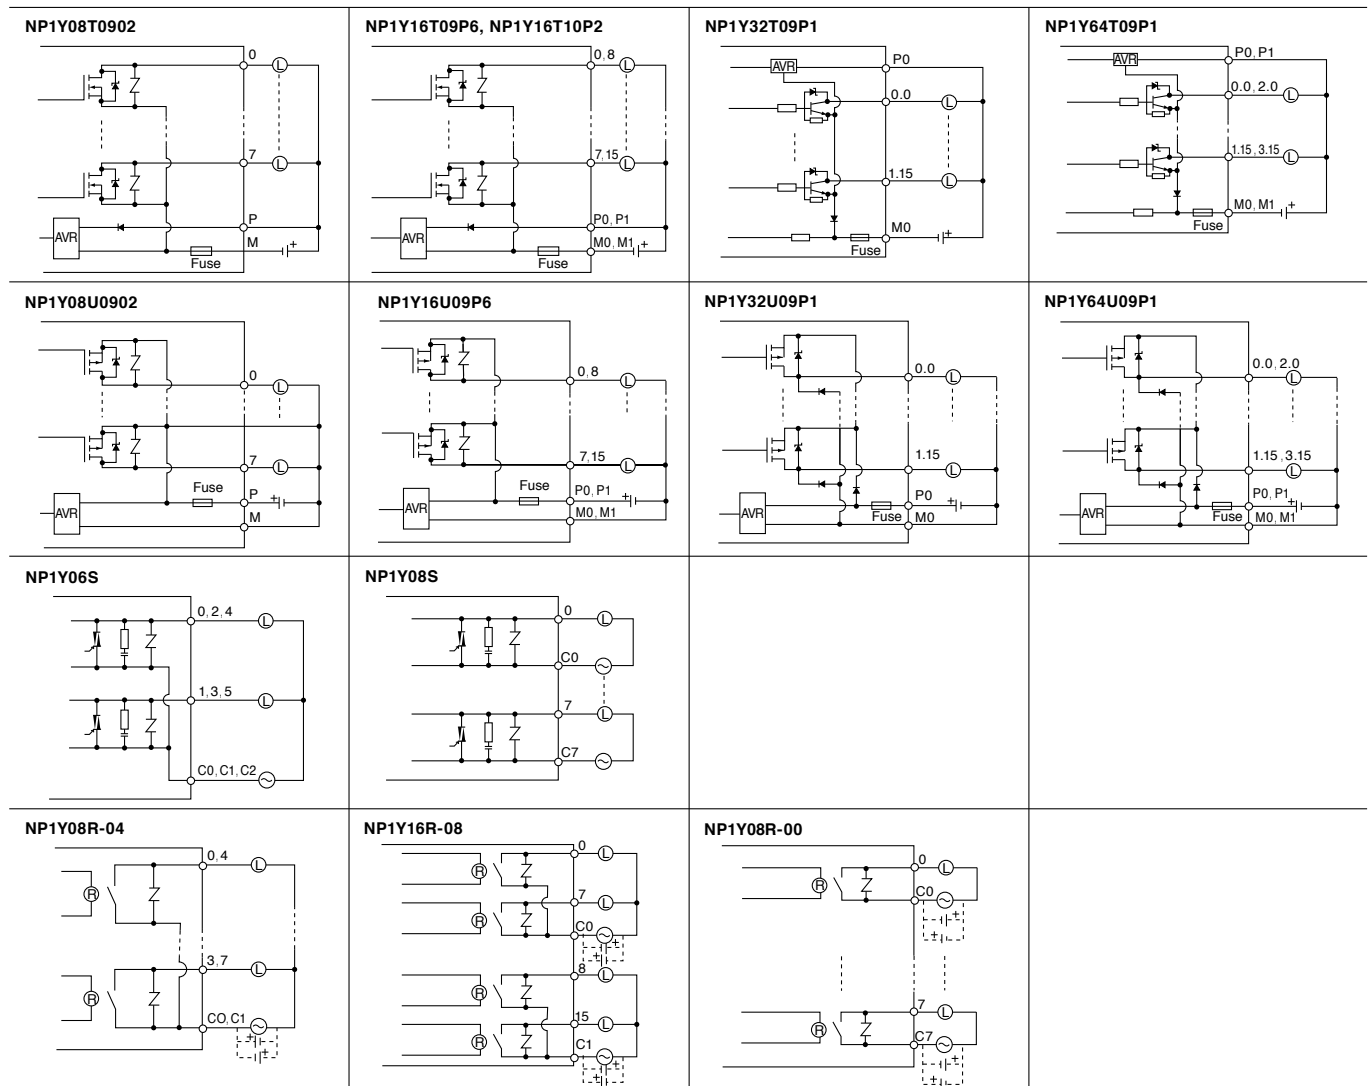 NP1Y08T0902
0
L
7
L
P
AVR
M
Fuse
+
NP1Y16T09P6, NP1Y16T10P2
0, 8
L
7, 15
L
P0, P1
AVR
M0, M1
Fuse
+
NP1Y32T09P1
AVR
P0
0.0
L
1.15
L
M0
Fuse
+
NP1Y64T09P1
AVR
P0, P1
0.0, 2.0
L
1.15, 3.15
L
M0, M1
Fuse
+
NP1Y08U0902
0
L
7
L
Fuse
P
+
AVR
M
NP1Y16U09P6
0, 8
L
7,15
L
Fuse
P0, P1
+
AVR
M0, M1
NP1Y32U09P1
0.0
L
1.15
L
P0
+
AVR
Fuse
M0
NP1Y64U09P1
0.0, 2.0
L
1.15, 3.15
L
P0, P1
+
AVR
Fuse
M0, M1
NP1Y06S
0, 2, 4
L
1, 3, 5
L
C0, C1, C2
NP1Y08S
0
L
C0
7
L
C7
NP1Y08R-04
0, 4
L
R
3, 7
L
R
CO, C1
+
+
NP1Y16R-08
0
L
R
7
L
R
C0
+
+
8
L
R
15
L
R
C1
+
+
NP1Y08R-00
0
L
R
C0
+
+
7
L
R
C7
+
+